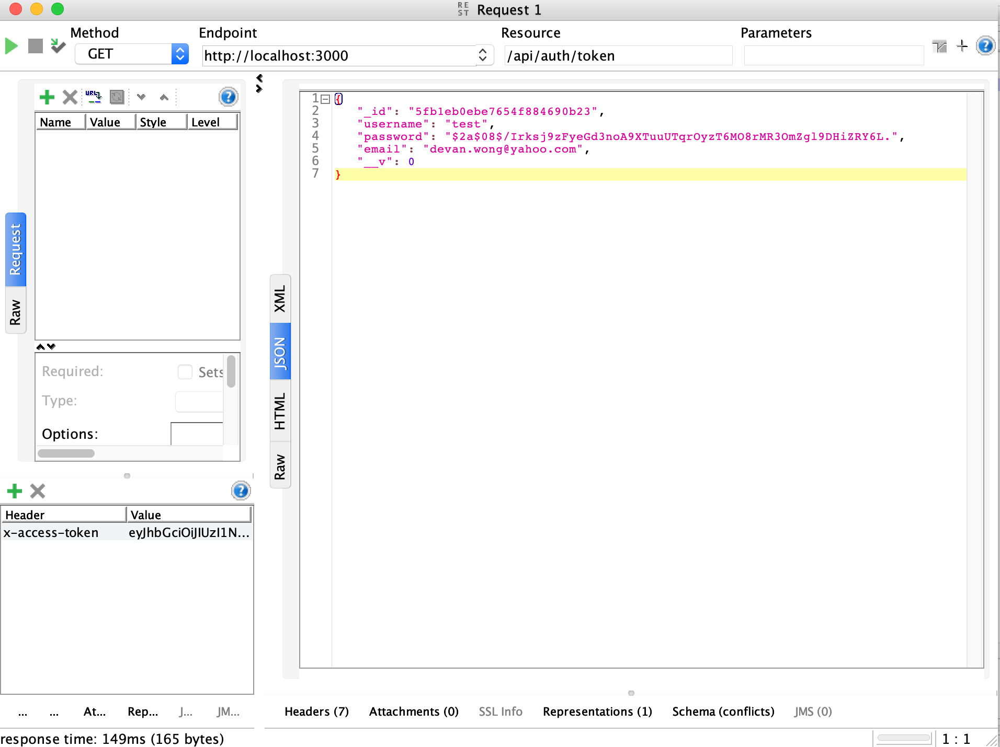 REST Request 1
Method Endpoint Resource Parameters
GET http://localhost:3000 /api/auth/token
URL
Name Value Style Level
Request
Raw
Required: Sets
Type:
Options:
Header Value
x-access-token eyJhbGciOiJIUzI1N...
... ... At... Rep... J... JM...
XML
JSON
HTML
Raw
1 {
2 "_id": "5fb1eb0ebe7654f884690b23",
3 "username": "test",
4 "password": "$2a$08$/Irksj9zFyeGd3noA9XTuuUTqrOyzT6MO8rMR3OmZgl9DHiZRY6L.",
5 "email": "devan.wong@yahoo.com",
6 "__v": 0
7 }
Headers (7) Attachments (0) SSL Info Representations (1) Schema (conflicts) JMS (0)
response time: 149ms (165 bytes) 1 : 1